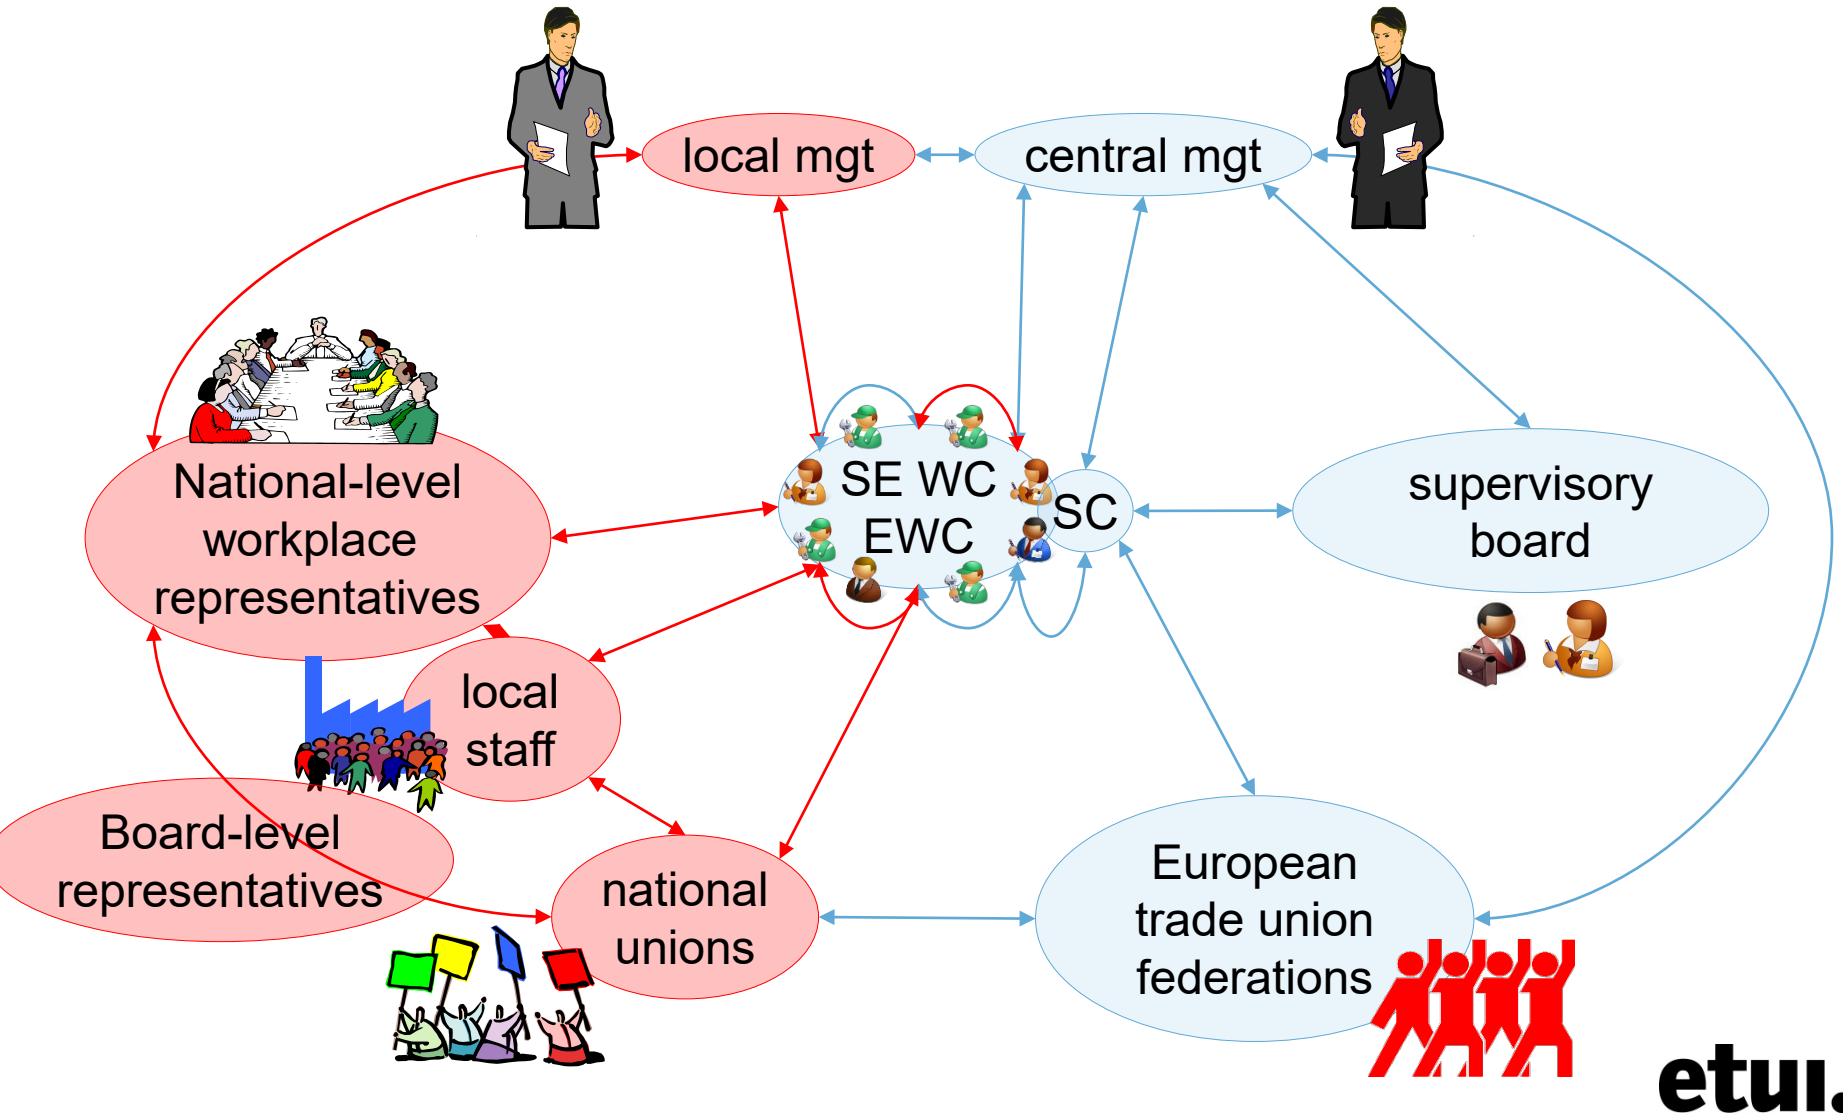 local mgt
central mgt
National-level
workplace
representatives
SE WC
EWC
SC
supervisory
board
local
staff
Board-level
representatives
national
unions
European
trade union
federations
etui.